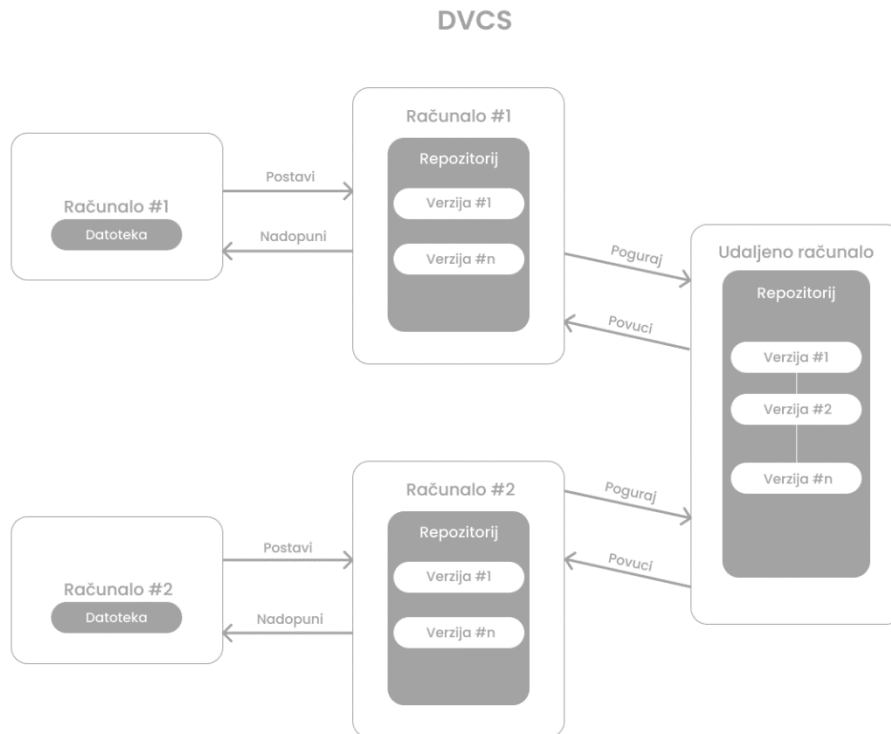 DVCS
Računalo #1
Datoteka
Postavi
Nadopuni
Računalo #1
Repozitorij
Verzija #1
Verzija #n
Poguraj
Povuci
Udaljeno računalo
Repozitorij
Verzija #1
Verzija #2
Verzija #n
Računalo #2
Datoteka
Postavi
Nadopuni
Računalo #2
Repozitorij
Verzija #1
Verzija #n
Poguraj
Povuci